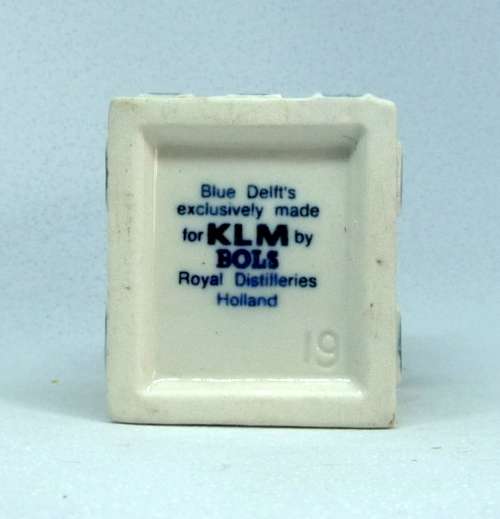 Blue Delft's
exclusively made
for KLM by
BOLS
Royal Distilleries
Holland
19